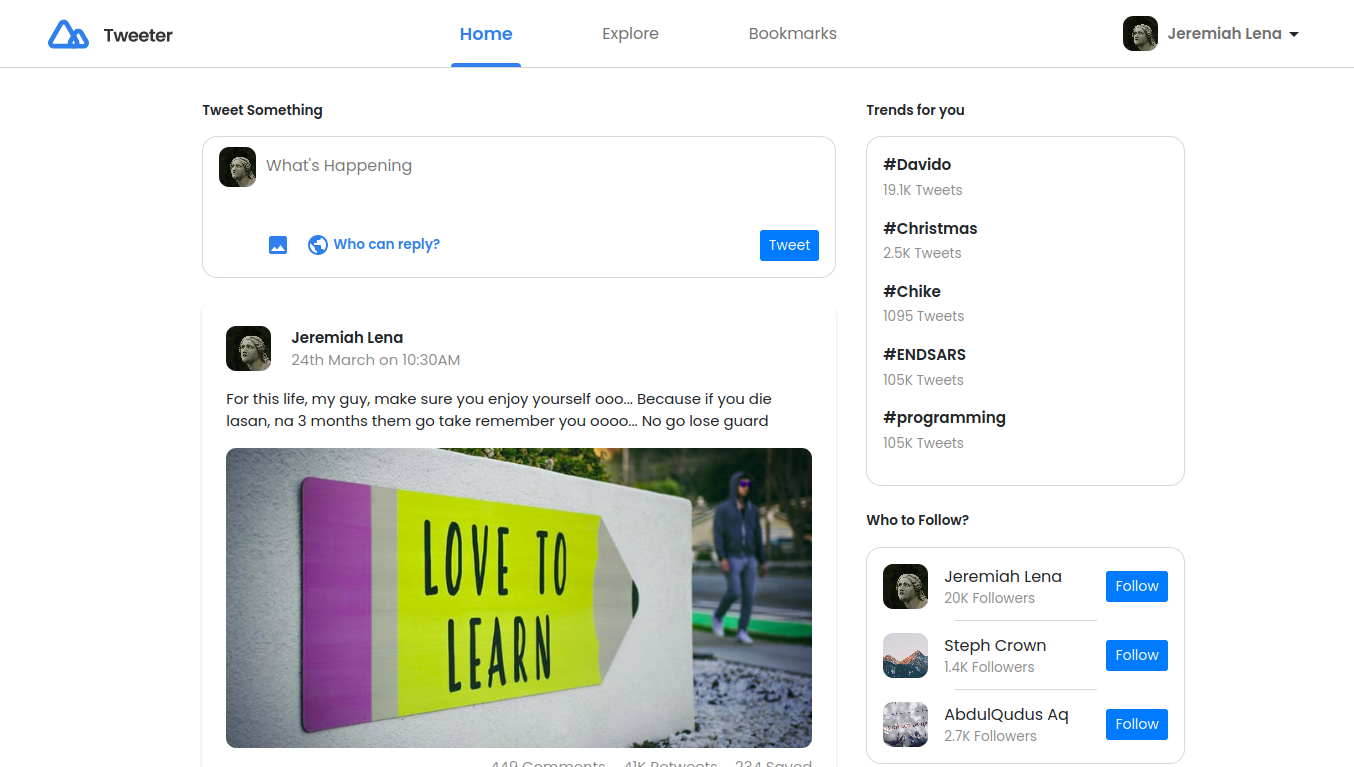 Tweeter
Home
Explore
Bookmarks
Jeremiah Lena
Tweet Something
What's Happening
Who can reply?
Tweet
Jeremiah Lena
24th March on 10:30AM
For this life, my guy, make sure you enjoy yourself ooo... Because if you die
lasan, na 3 months them go take remember you oooo... No go lose guard
LOVE TO
LEARN
449 Comments
41K Retweets
234 Saved
Trends for you
#Davido
19.1K Tweets
#Christmas
2.5K Tweets
#Chike
1095 Tweets
#ENDSARS
105K Tweets
#programming
105K Tweets
Who to Follow?
Jeremiah Lena
20K Followers
Follow
Steph Crown
1.4K Followers
Follow
AbdulQudus Aq
2.7K Followers
Follow